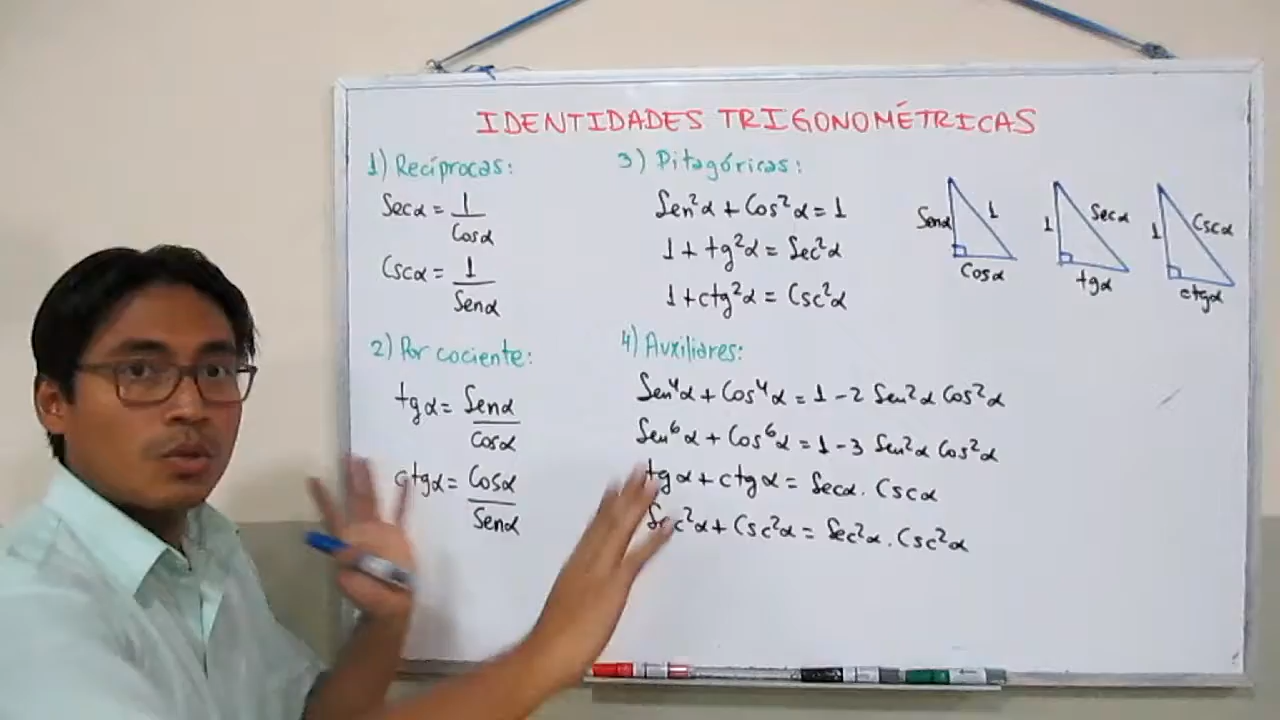 IDENTIDADES TRIGONOMÉTRICAS
1) Recíprocas:
Secα = 1/Cosα
Cscα = 1/Senα
2) Por cociente:
tgα = Senα/Cosα
ctgα = Cosα/Senα
3) Pitagóricas:
Sen²α + Cos²α = 1
1 + tg²α = Sec²α
1 + ctg²α = Csc²α
4) Auxiliares:
Sen⁴α + Cos⁴α = 1 - 2 Sen²α Cos²α
Sen⁶α + Cos⁶α = 1 - 3 Sen²α Cos²α
tgα + ctgα = Secα . Cscα
Sec²α + Csc²α = Sec²α . Csc²α
Senα 1
Cosα
1 Secα
tgα
1 Cscα
ctgα